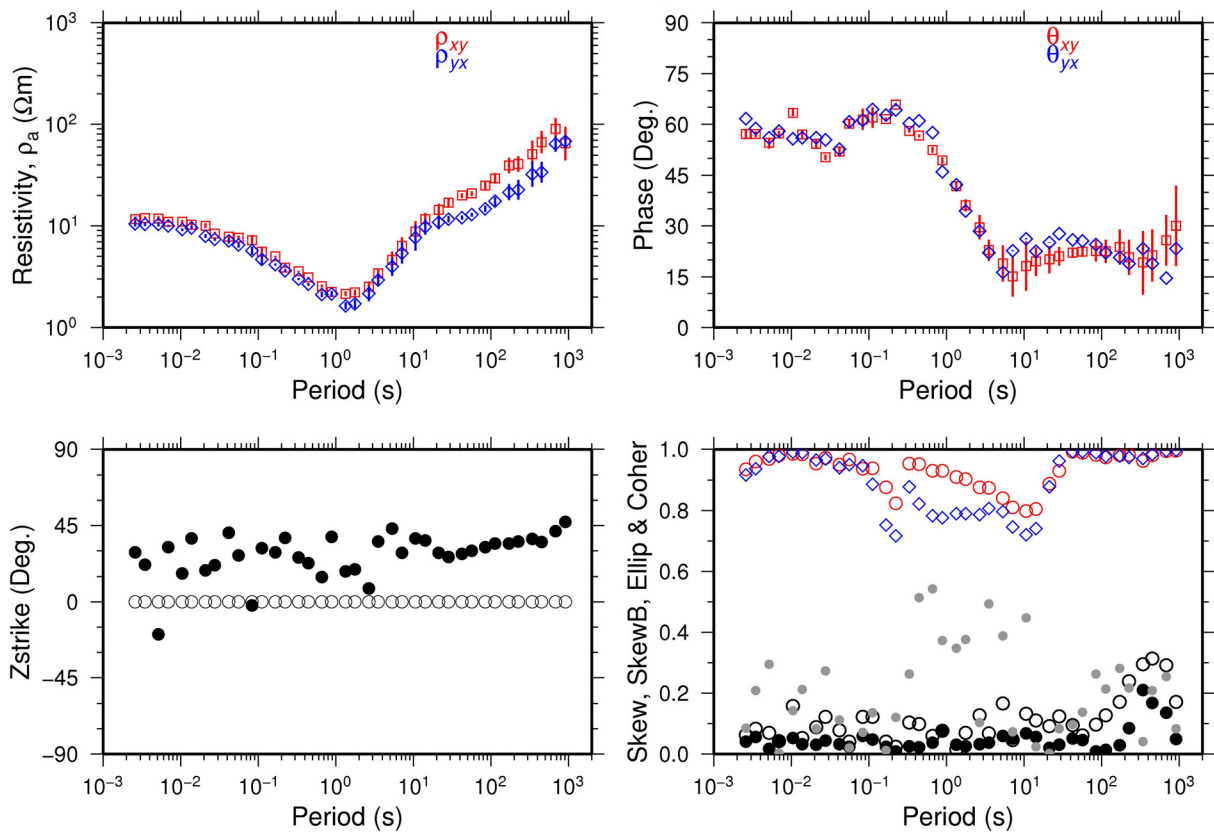 Resistivity, ρa (Ωm)
10³
10²
10¹
10⁰
ρxy
ρyx
10⁻³ 10⁻² 10⁻¹ 10⁰ 10¹ 10² 10³
Period (s)
Phase (Deg.)
90
75
60
45
30
15
0
θxy
θyx
10⁻³ 10⁻² 10⁻¹ 10⁰ 10¹ 10² 10³
Period (s)
Zstrike (Deg.)
90
45
0
−45
−90
10⁻³ 10⁻² 10⁻¹ 10⁰ 10¹ 10² 10³
Period (s)
Skew, SkewB, Ellip & Coher
1.0
0.8
0.6
0.4
0.2
0.0
10⁻³ 10⁻² 10⁻¹ 10⁰ 10¹ 10² 10³
Period (s)